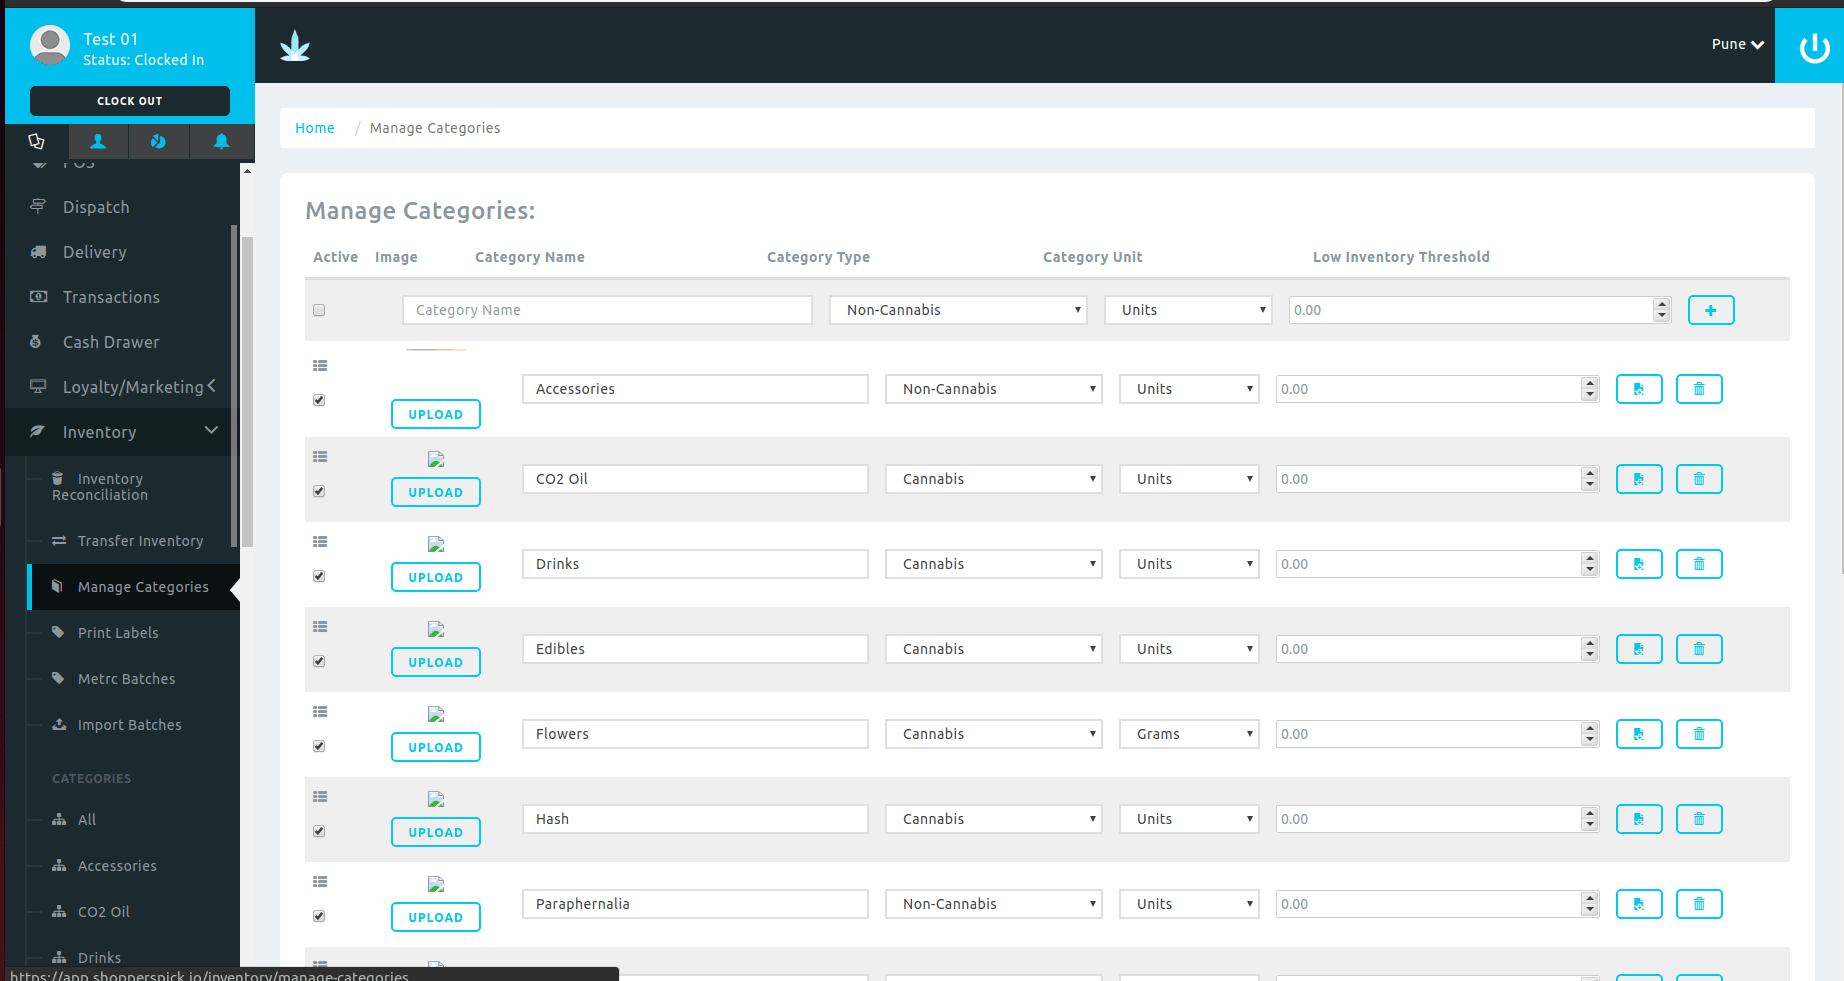 Test 01
Status: Clocked In
CLOCK OUT
Pune
POS
Dispatch
Delivery
Transactions
Cash Drawer
Loyalty/Marketing
Inventory
Inventory
Reconciliation
Transfer Inventory
Manage Categories
Print Labels
Metrc Batches
Import Batches
CATEGORIES
All
Accessories
CO2 Oil
Drinks
https://app.shopperspick.io/inventory/manage-categories
Home / Manage Categories
Manage Categories:
Active Image Category Name Category Type Category Unit Low Inventory Threshold
Category Name Non-Cannabis Units 0.00
Accessories Non-Cannabis Units 0.00
UPLOAD
CO2 Oil Cannabis Units 0.00
UPLOAD
Drinks Cannabis Units 0.00
UPLOAD
Edibles Cannabis Units 0.00
UPLOAD
Flowers Cannabis Grams 0.00
UPLOAD
Hash Cannabis Units 0.00
UPLOAD
Paraphernalia Non-Cannabis Units 0.00
UPLOAD